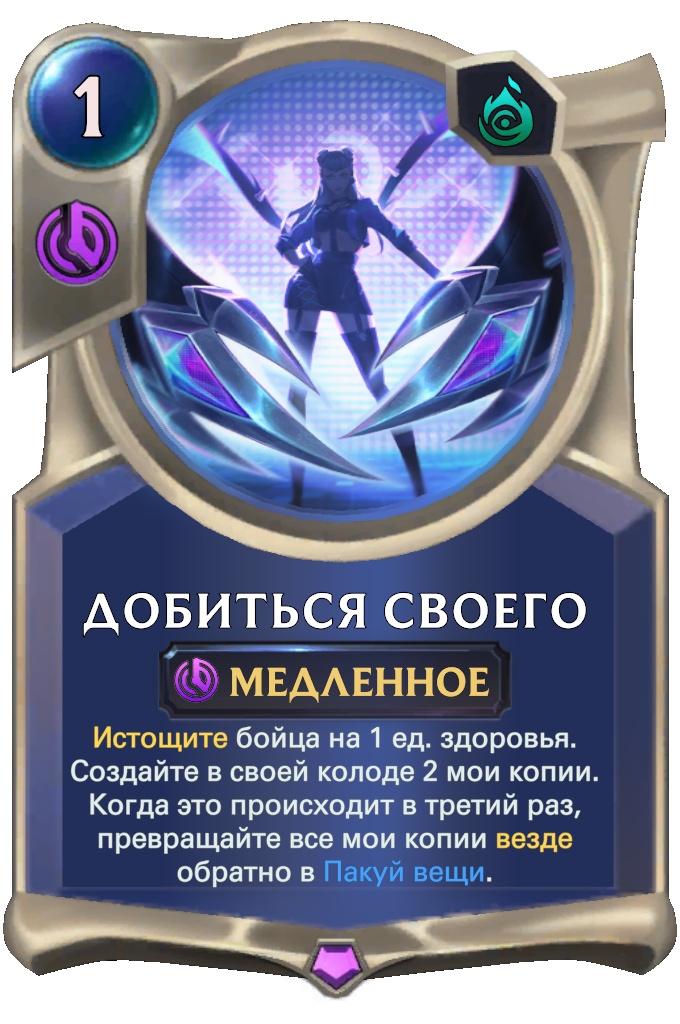 1
ДОБИТЬСЯ СВОЕГО
МЕДЛЕННОЕ
Истощите бойца на 1 ед. здоровья.
Создайте в своей колоде 2 мои копии.
Когда это происходит в третий раз,
превращайте все мои копии везде
обратно в Пакуй вещи.